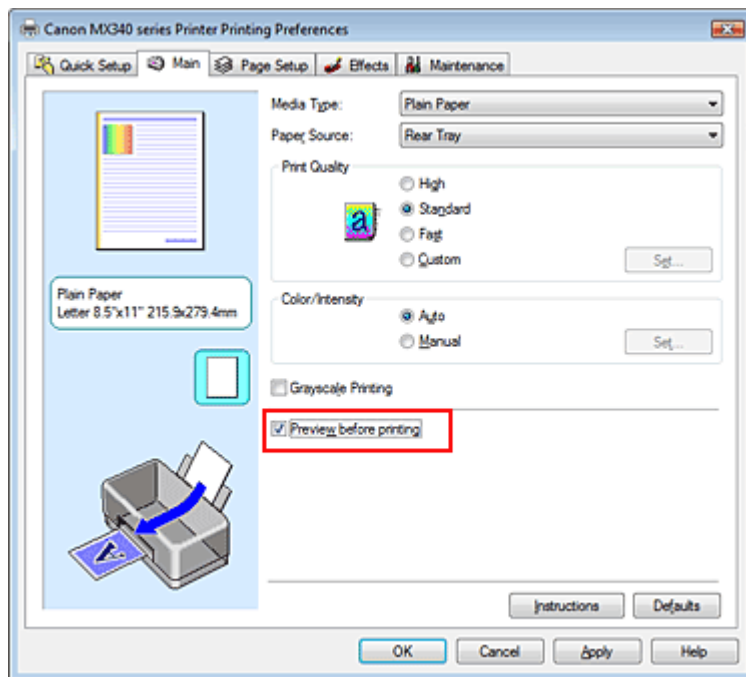 Canon MX340 series Printer Printing Preferences
Quick Setup Main Page Setup Effects Maintenance
Media Type: Plain Paper
Paper Source: Rear Tray
Print Quality
High
Standard
Fast
Custom Set...
Plain Paper
Letter 8.5"x11" 215.9x279.4mm
Color/Intensity
Auto
Manual Set...
Grayscale Printing
Preview before printing
Instructions Defaults
OK Cancel Apply Help